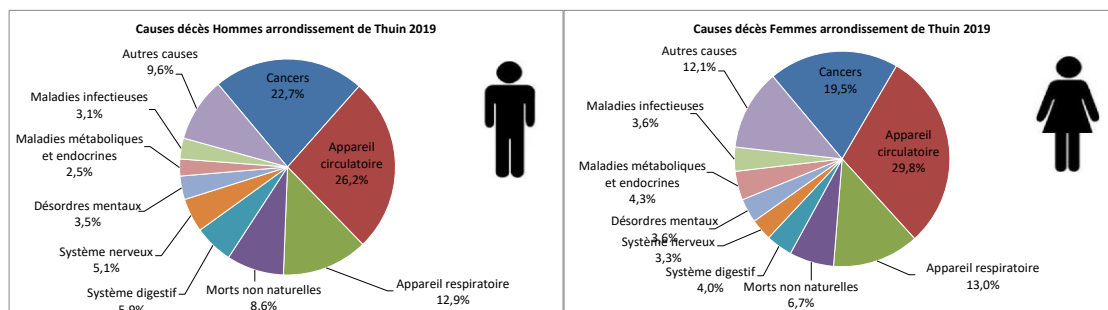 Causes décès Hommes arrondissement de Thuin 2019
Autres causes
9,6%
Cancers
22,7%
Maladies infectieuses
3,1%
Maladies métaboliques
et endocrines
2,5%
Appareil
circulatoire
26,2%
Désordres mentaux
3,5%
Système nerveux
5,1%
Système digestif
5,9%
Morts non naturelles
8,6%
Appareil respiratoire
12,9%
Causes décès Femmes arrondissement de Thuin 2019
Autres causes
12,1%
Cancers
19,5%
Maladies infectieuses
3,6%
Appareil
circulatoire
29,8%
Maladies métaboliques
et endocrines
4,3%
Désordres mentaux
3,6%
Système nerveux
3,3%
Système digestif
4,0%
Morts non naturelles
6,7%
Appareil respiratoire
13,0%